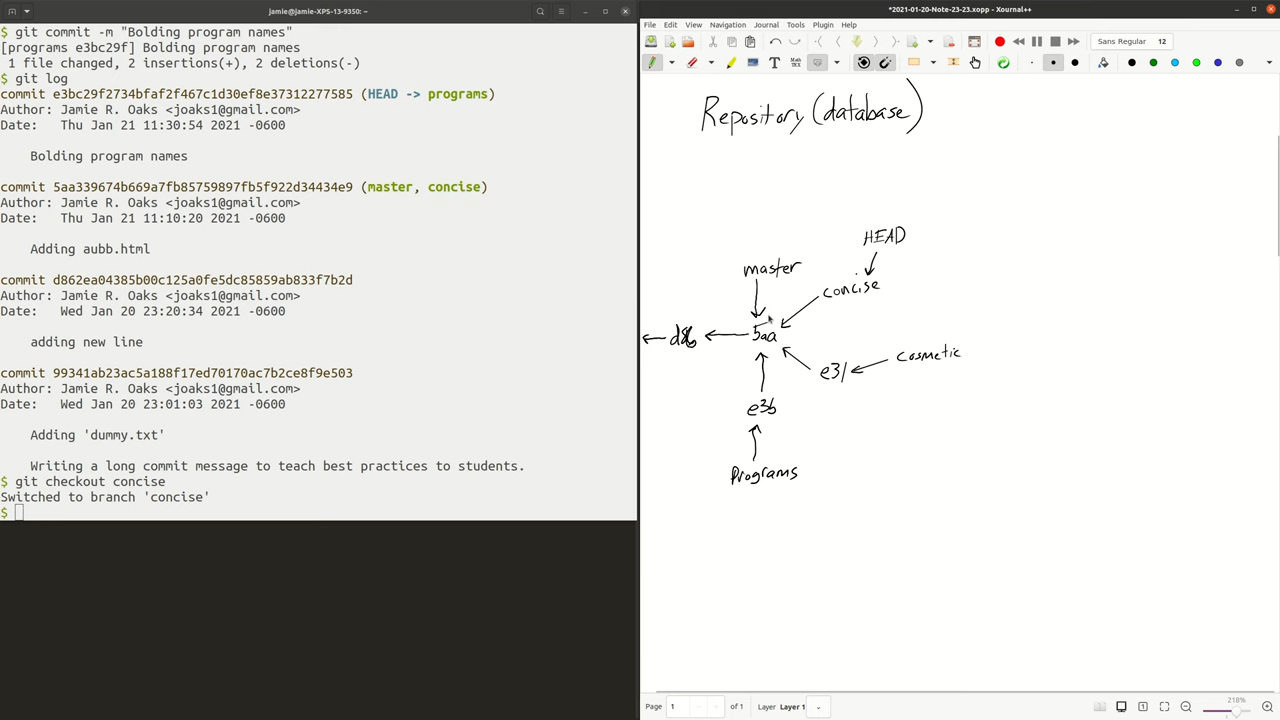 jamie@jamie-XPS-13-9350: ~
$ git commit -m "Bolding program names"
[programs e3bc29f] Bolding program names
1 file changed, 2 insertions(+), 2 deletions(-)
$ git log
commit e3bc29f2734bfaf2f467c1d30ef8e37312277585 (HEAD -> programs)
Author: Jamie R. Oaks <joaks1@gmail.com>
Date:   Thu Jan 21 11:30:54 2021 -0600
Bolding program names
commit 5aa339674b669a7fb85759897fb5f922d34434e9 (master, concise)
Author: Jamie R. Oaks <joaks1@gmail.com>
Date:   Thu Jan 21 11:10:20 2021 -0600
Adding aubb.html
commit d862ea04385b00c125a0fe5dc85859ab833f7b2d
Author: Jamie R. Oaks <joaks1@gmail.com>
Date:   Wed Jan 20 23:20:34 2021 -0600
adding new line
commit 99341ab23ac5a188f17ed70170ac7b2ce8f9e503
Author: Jamie R. Oaks <joaks1@gmail.com>
Date:   Wed Jan 20 23:01:03 2021 -0600
Adding 'dummy.txt'
Writing a long commit message to teach best practices to students.
$ git checkout concise
Switched to branch 'concise'
$
*2021-01-20-Note-23-23.xopp - Xournal++
File Edit View Navigation Journal Tools Plugin Help
T Math TEX Sans Regular 12
Repository (database)
HEAD
master
concise
d86 5aa
e31 cosmetic
e3b
Programs
Page 1 of 1 Layer Layer 1
218%